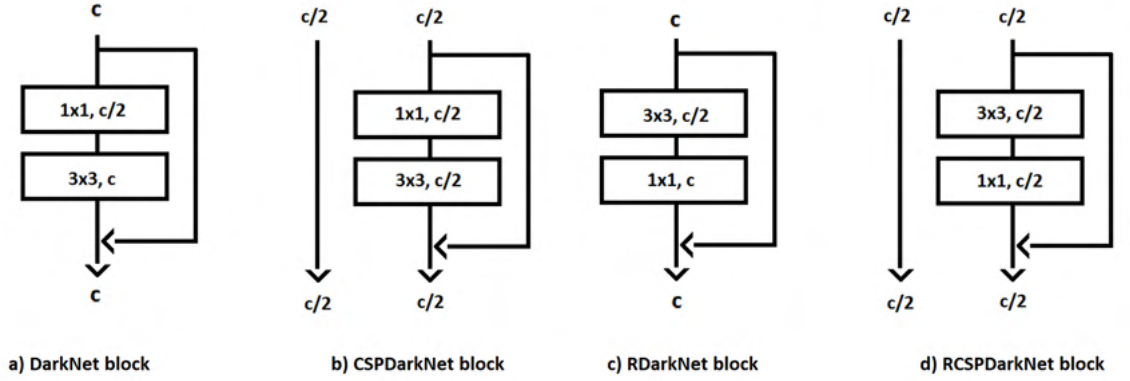 c
1x1, c/2
3x3, c
c
a) DarkNet block
c/2 c/2
1x1, c/2
3x3, c/2
c/2 c/2
b) CSPDarkNet block
c
3x3, c/2
1x1, c
c
c) RDarkNet block
c/2 c/2
3x3, c/2
1x1, c/2
c/2 c/2
d) RCSPDarkNet block